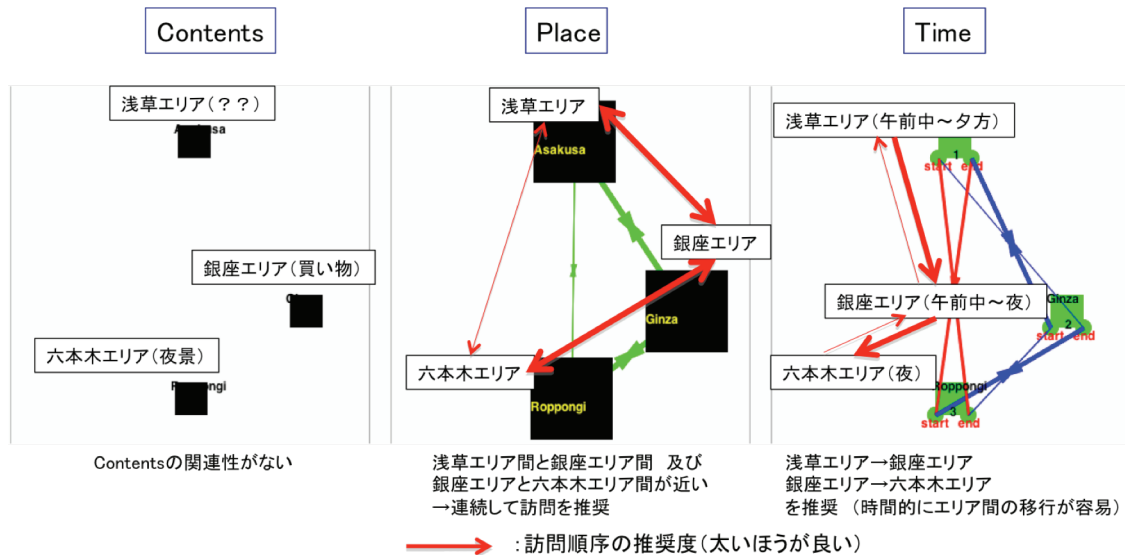 Contents
Place
Time
浅草エリア(??)
銀座エリア(買い物)
六本木エリア(夜景)
浅草エリア
Asakusa
銀座エリア
Ginza
六本木エリア
Roppongi
浅草エリア(午前中~夕方)
1
start end
銀座エリア(午前中~夜)
Ginza
2
start end
六本木エリア(夜)
Roppongi
3
start end
Contentsの関連性がない
浅草エリア間と銀座エリア間 及び
銀座エリアと六本木エリア間が近い
→連続して訪問を推奨
浅草エリア→銀座エリア
銀座エリア→六本木エリア
を推奨 (時間的にエリア間の移行が容易)
:訪問順序の推奨度(太いほうが良い)